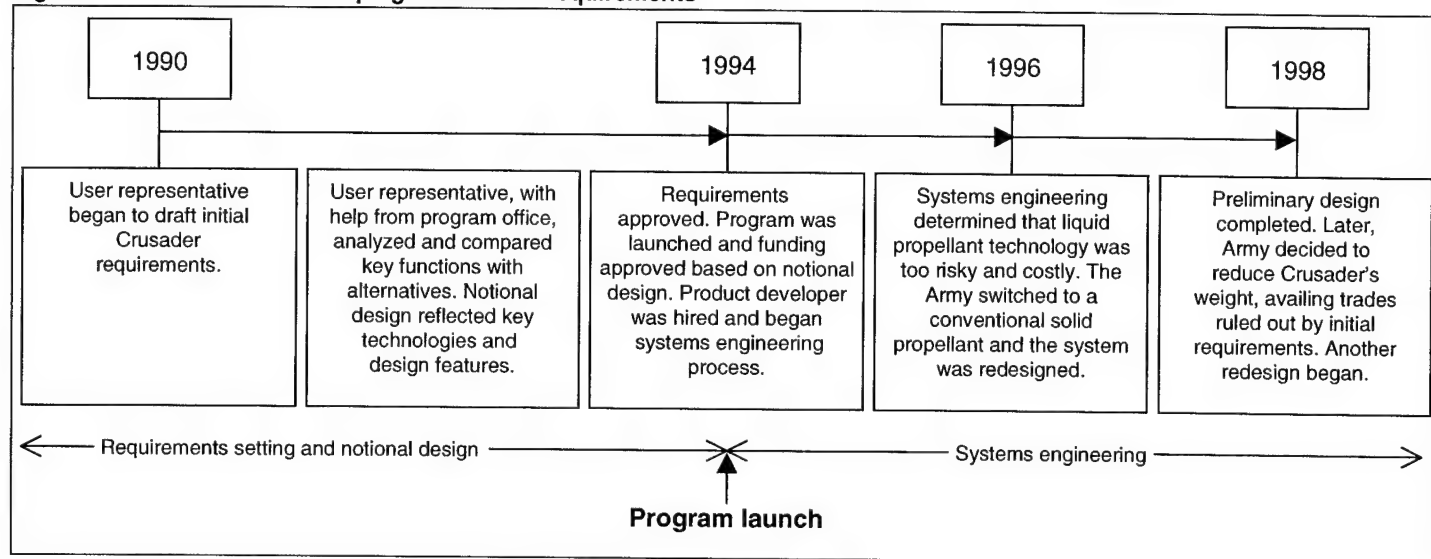 1990
1994
1996
1998
User representative
began to draft initial
Crusader
requirements.
User representative, with
help from program office,
analyzed and compared
key functions with
alternatives. Notional
design reflected key
technologies and
design features.
Requirements
approved. Program was
launched and funding
approved based on notional
design. Product developer
was hired and began
systems engineering
process.
Systems engineering
determined that liquid
propellant technology was
too risky and costly. The
Army switched to a
conventional solid
propellant and the system
was redesigned.
Preliminary design
completed. Later,
Army decided to
reduce Crusader's
weight, availing trades
ruled out by initial
requirements. Another
redesign began.
Requirements setting and notional design
Systems engineering
Program launch